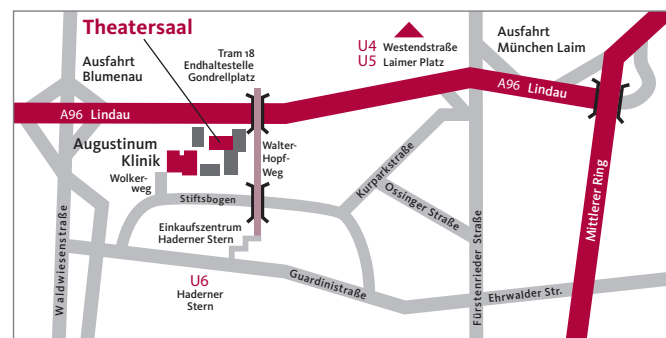 Theatersaal
Ausfahrt
Blumenau
Tram 18
Endhaltestelle
Gondrellplatz
U4 Westendstraße
U5 Laimer Platz
Ausfahrt
München Laim
A96 Lindau
A96 Lindau
Augustinum
Klinik
Wolker-
weg
Walter-
Hopf-
Weg
Stiftsbogen
Kurparkstraße
Ossinger Straße
Einkaufszentrum
Haderner Stern
U6
Haderner
Stern
Guardinistraße
Waldwiesenstraße
Fürstenrieder Straße
Ehrwalder Str.
Mittlerer Ring